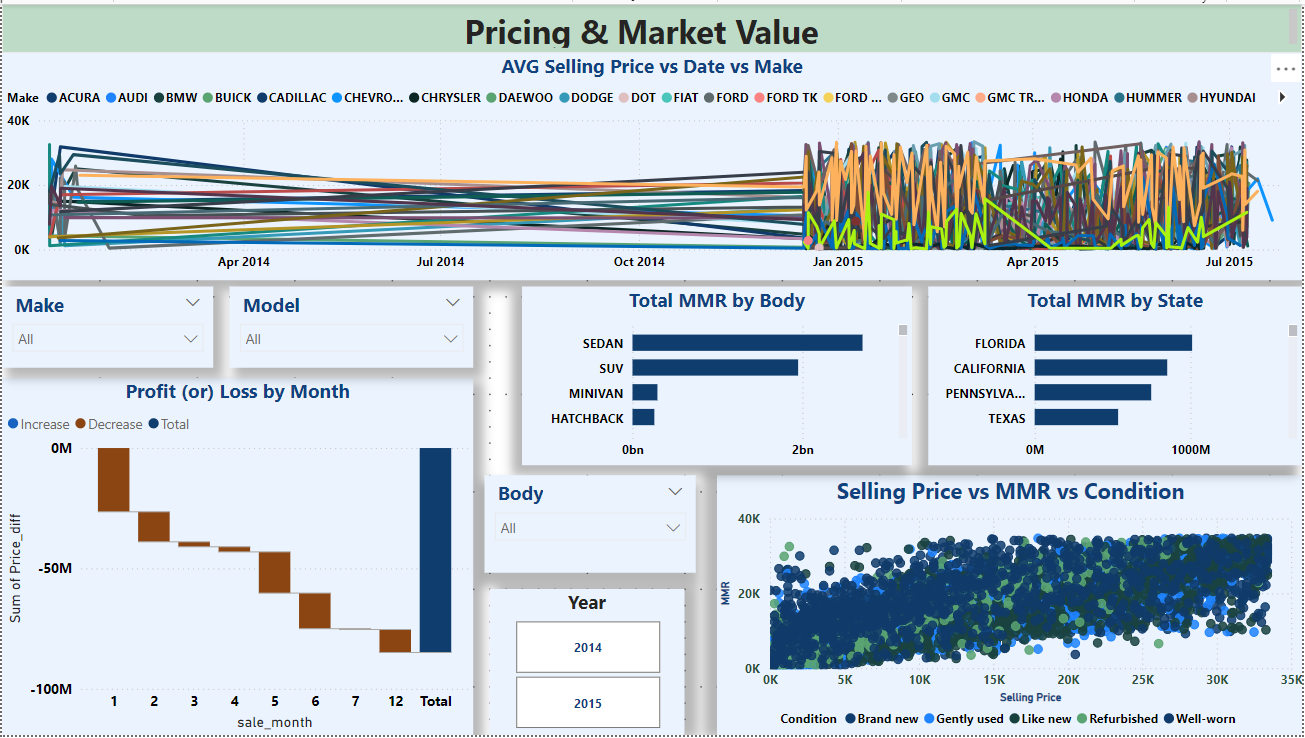 Pricing & Market Value
AVG Selling Price vs Date vs Make
Make ACURA AUDI BMW BUICK CADILLAC CHEVRO... CHRYSLER DAEWOO DODGE DOT FIAT FORD FORD TK FORD ... GEO GMC GMC TR... HONDA HUMMER HYUNDAI
40K
20K
0K
Apr 2014 Jul 2014 Oct 2014 Jan 2015 Apr 2015 Jul 2015
Make
All
Model
All
Total MMR by Body
SEDAN
SUV
MINIVAN
HATCHBACK
0bn 2bn
Total MMR by State
FLORIDA
CALIFORNIA
PENNSYLVA...
TEXAS
0M 1000M
Profit (or) Loss by Month
Increase Decrease Total
Sum of Price_diff
0M
-50M
-100M
1 2 3 4 5 6 7 12 Total
sale_month
Body
All
Year
2014
2015
Selling Price vs MMR vs Condition
MMR
40K
20K
0K
0K 5K 10K 15K 20K 25K 30K 35K
Selling Price
Condition Brand new Gently used Like new Refurbished Well-worn